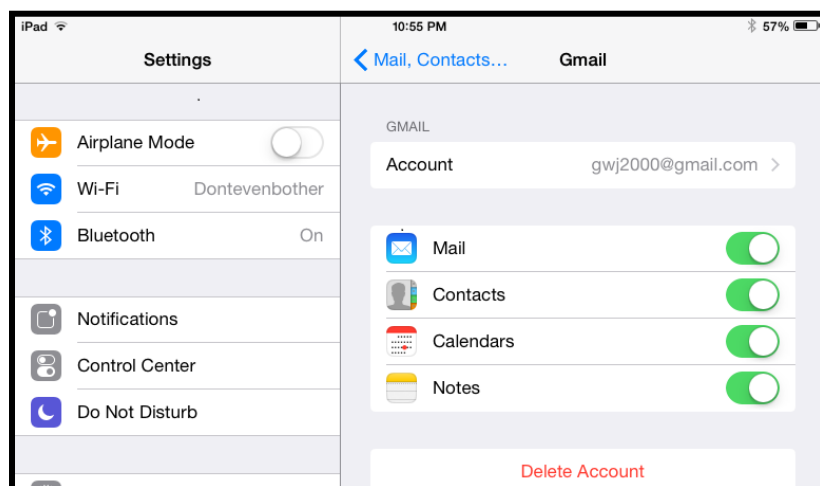 iPad 10:55 PM 57%
Settings
Airplane Mode
Wi-Fi Dontevenbother
Bluetooth On
Notifications
Control Center
Do Not Disturb
Mail, Contacts... Gmail
GMAIL
Account gwj2000@gmail.com
Mail
Contacts
Calendars
Notes
Delete Account